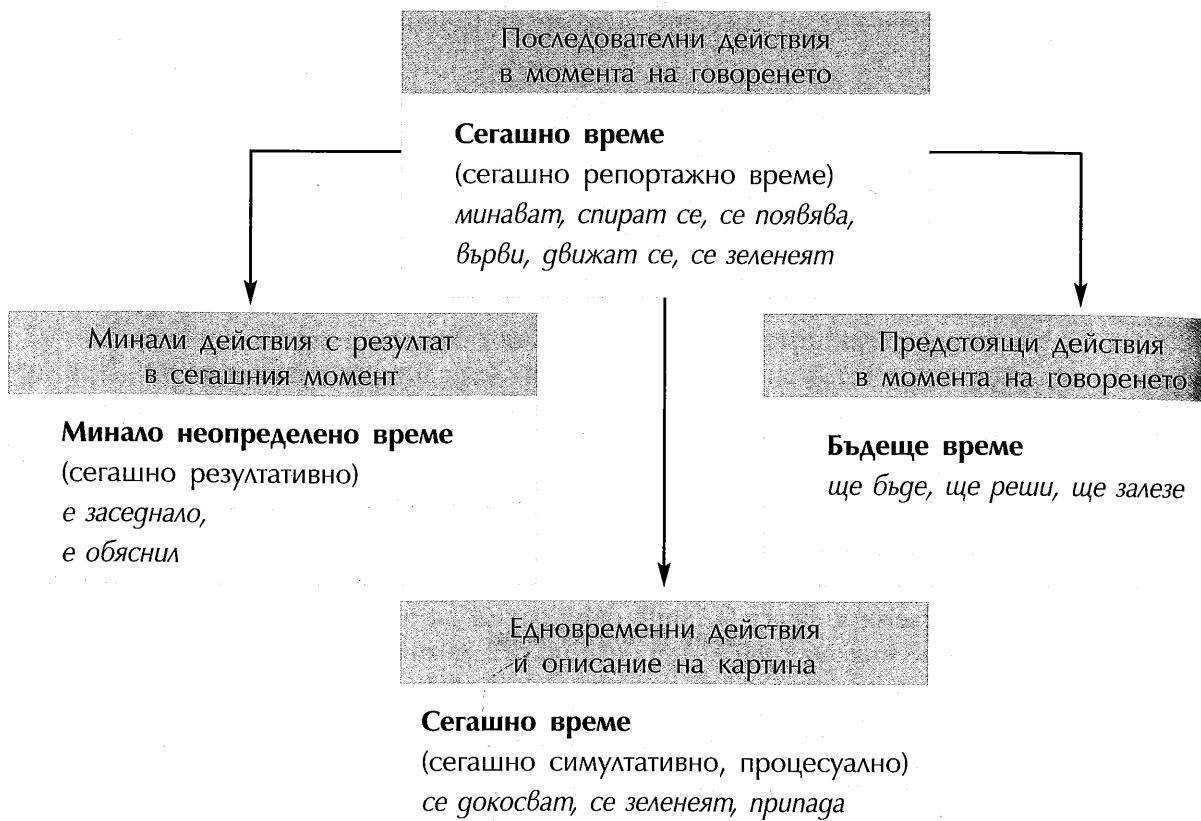 Последователни действия
в момента на говоренето
Сегашно време
(сегашно репортажно време)
минават, спират се, се появява,
върви, движат се, се зеленеят
Минали действия с резултат
в сегашния момент
Минало неопределено време
(сегашно резултативно)
е заседнало,
е обяснил
Предстоящи действия
в момента на говоренето
Бъдеще време
ще бъде, ще реши, ще залезе
Едновременни действия
и описание на картина
Сегашно време
(сегашно симултативно, процесуално)
се докосват, се зеленеят, припада